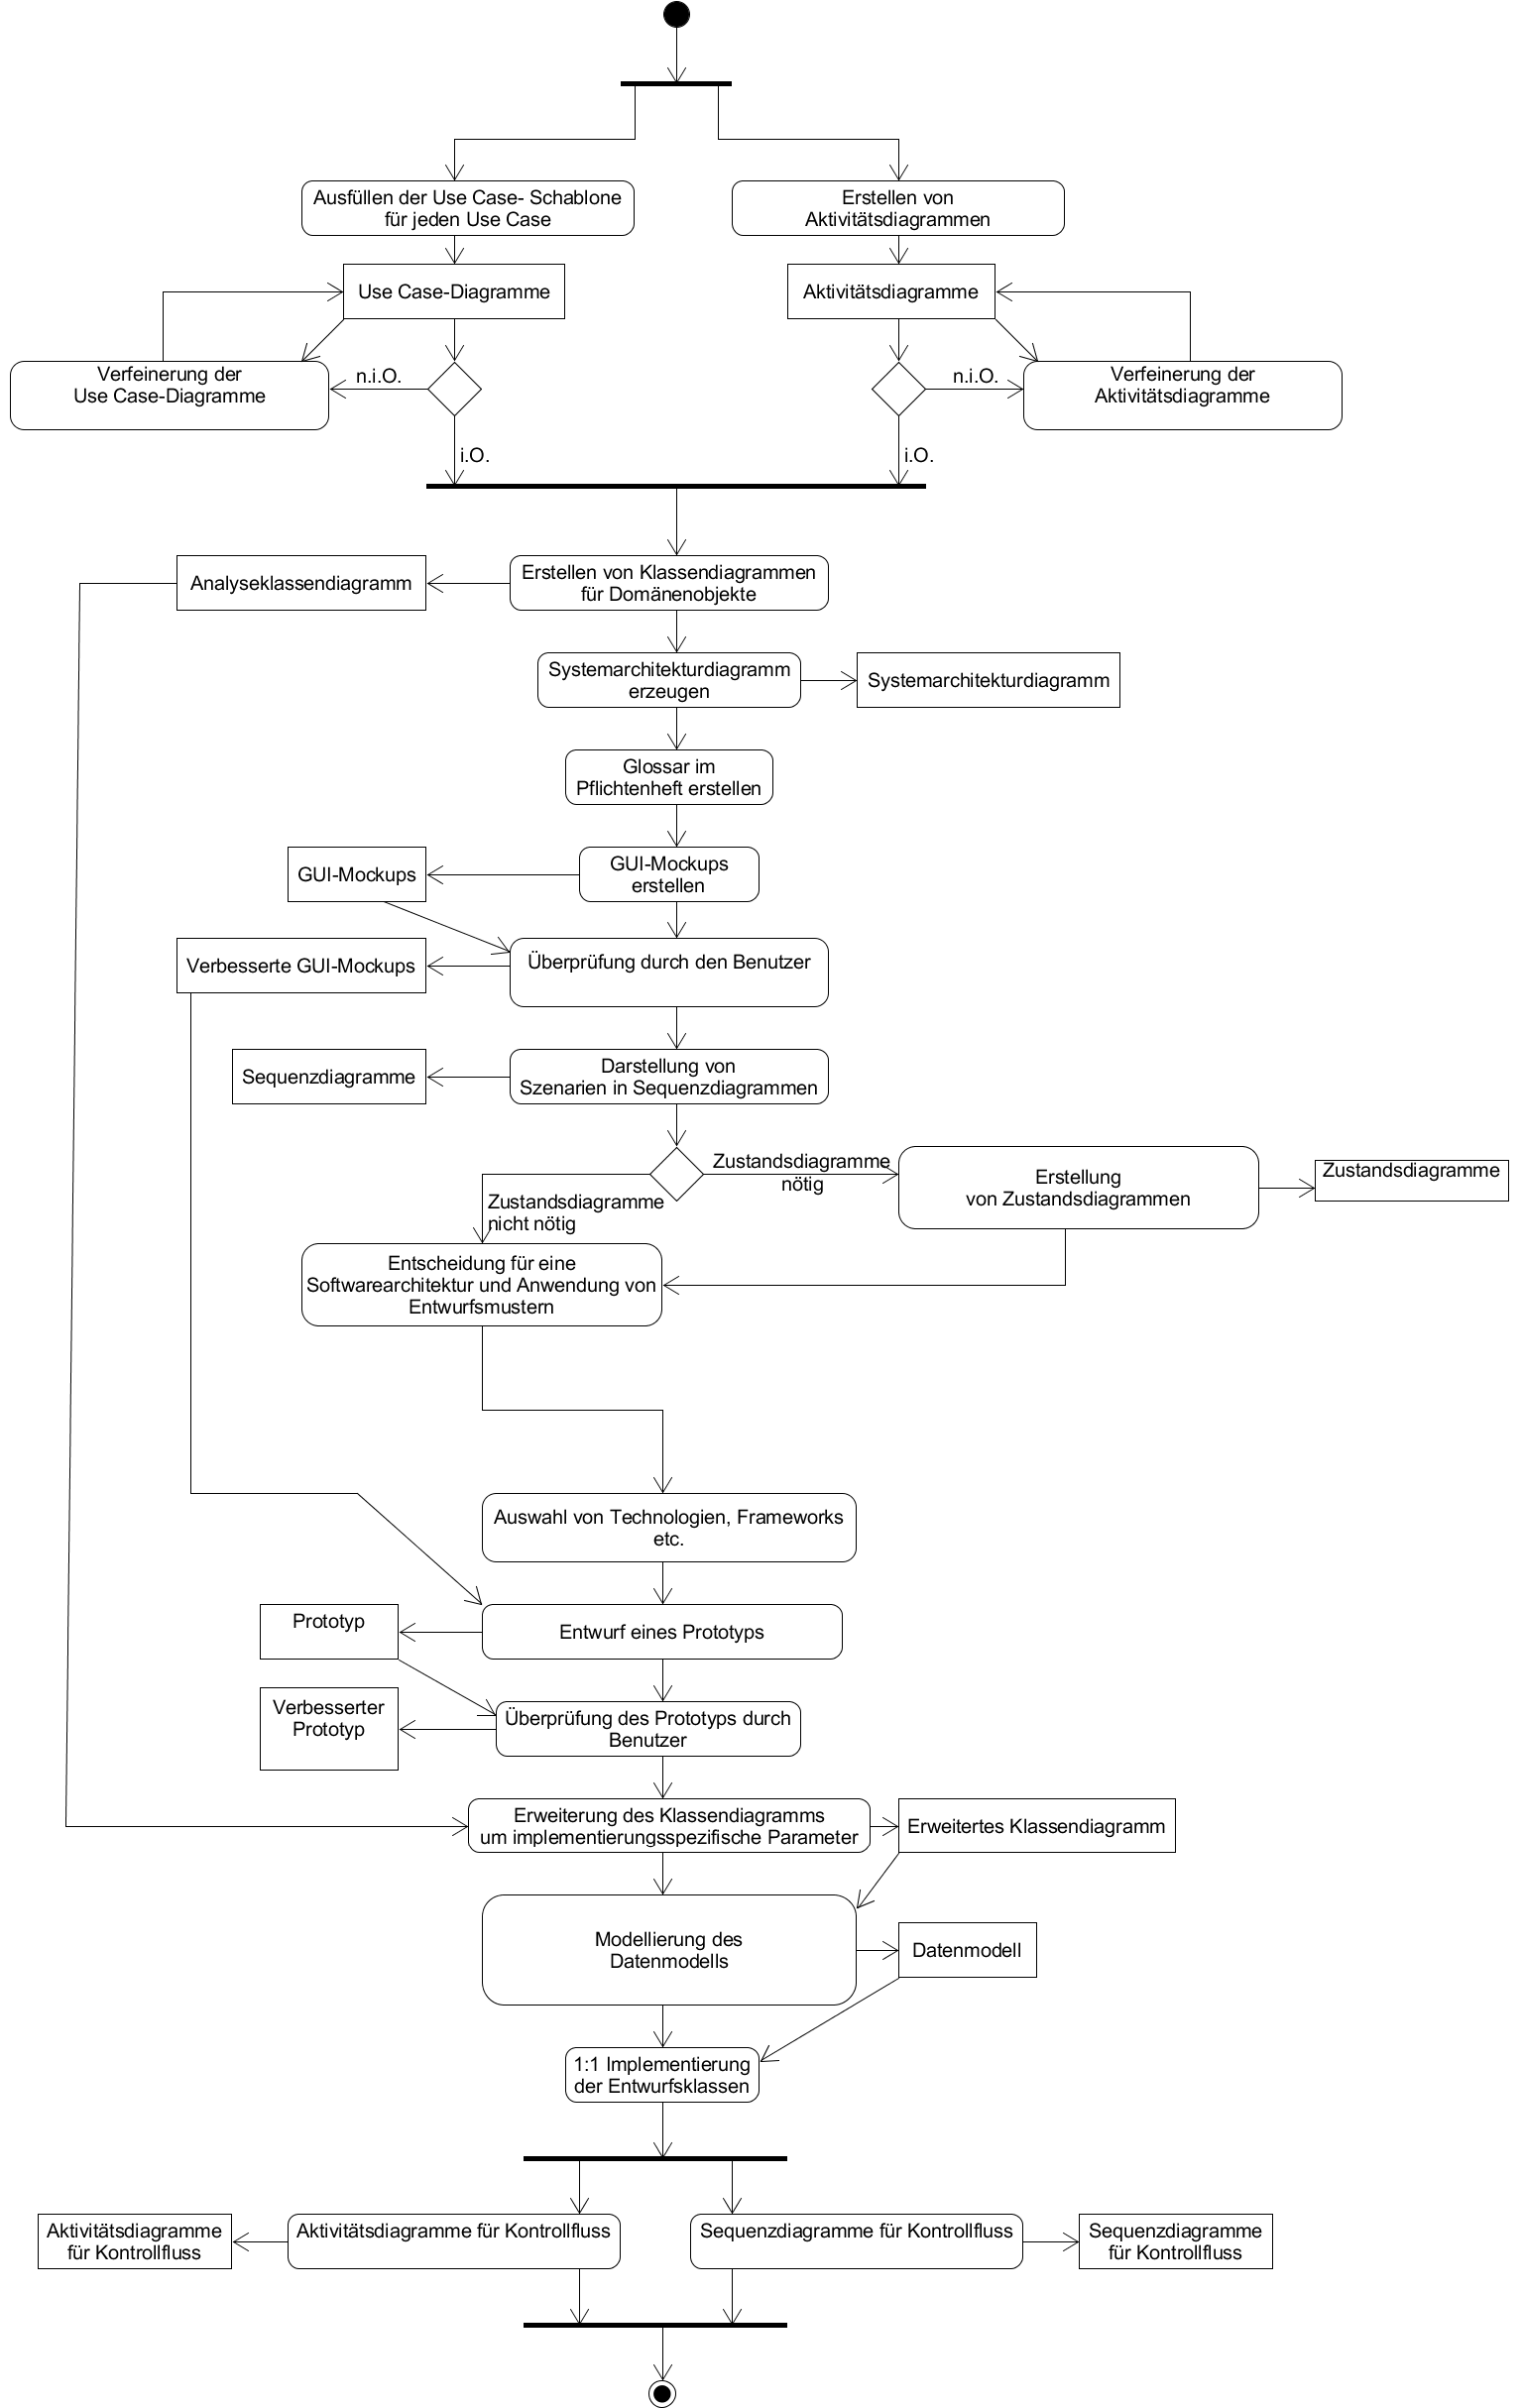 Ausfüllen der Use Case- Schablone
für jeden Use Case
Erstellen von
Aktivitätsdiagrammen
Use Case-Diagramme
Aktivitätsdiagramme
Verfeinerung der
Use Case-Diagramme
n.i.O.
n.i.O.
Verfeinerung der
Aktivitätsdiagramme
i.O.
i.O.
Analyseklassendiagramm
Erstellen von Klassendiagrammen
für Domänenobjekte
Systemarchitekturdiagramm
erzeugen
Systemarchitekturdiagramm
Glossar im
Pflichtenheft erstellen
GUI-Mockups
GUI-Mockups
erstellen
Verbesserte GUI-Mockups
Überprüfung durch den Benutzer
Sequenzdiagramme
Darstellung von
Szenarien in Sequenzdiagrammen
Zustandsdiagramme
nötig
Erstellung
von Zustandsdiagrammen
Zustandsdiagramme
Zustandsdiagramme
nicht nötig
Entscheidung für eine
Softwarearchitektur und Anwendung von
Entwurfsmustern
Auswahl von Technologien, Frameworks
etc.
Prototyp
Entwurf eines Prototyps
Verbesserter
Prototyp
Überprüfung des Prototyps durch
Benutzer
Erweiterung des Klassendiagramms
um implementierungsspezifische Parameter
Erweitertes Klassendiagramm
Modellierung des
Datenmodells
Datenmodell
1:1 Implementierung
der Entwurfsklassen
Aktivitätsdiagramme
für Kontrollfluss
Aktivitätsdiagramme für Kontrollfluss
Sequenzdiagramme für Kontrollfluss
Sequenzdiagramme
für Kontrollfluss